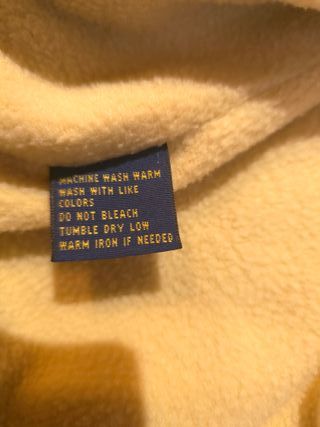 MACHINE WASH WARM
WASH WITH LIKE
COLORS
DO NOT BLEACH
TUMBLE DRY LOW
WARM IRON IF NEEDED